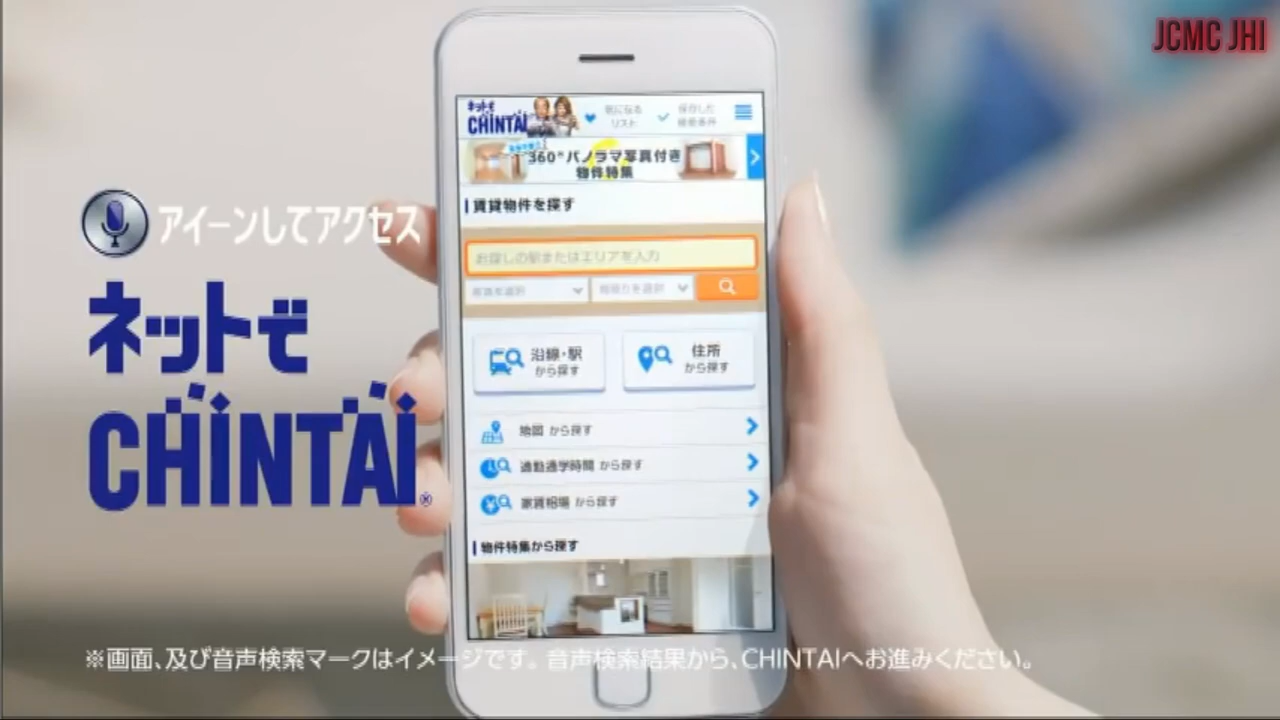 JCMC JHI
ネットで
CHINTAI
気になる
リスト
保存した
検索条件
360°パノラマ写真付き
物件特集
賃貸物件を探す
お探しの駅またはエリアを入力
間取りを選択
沿線・駅
から探す
住所
から探す
地図 から探す
通勤通学時間 から探す
家賃相場 から探す
物件特集から探す
アイーンしてアクセス
ネットで
CHINTAI®
※画面、及び音声検索マークはイメージです。音声検索結果から、CHINTAIへお進みください。